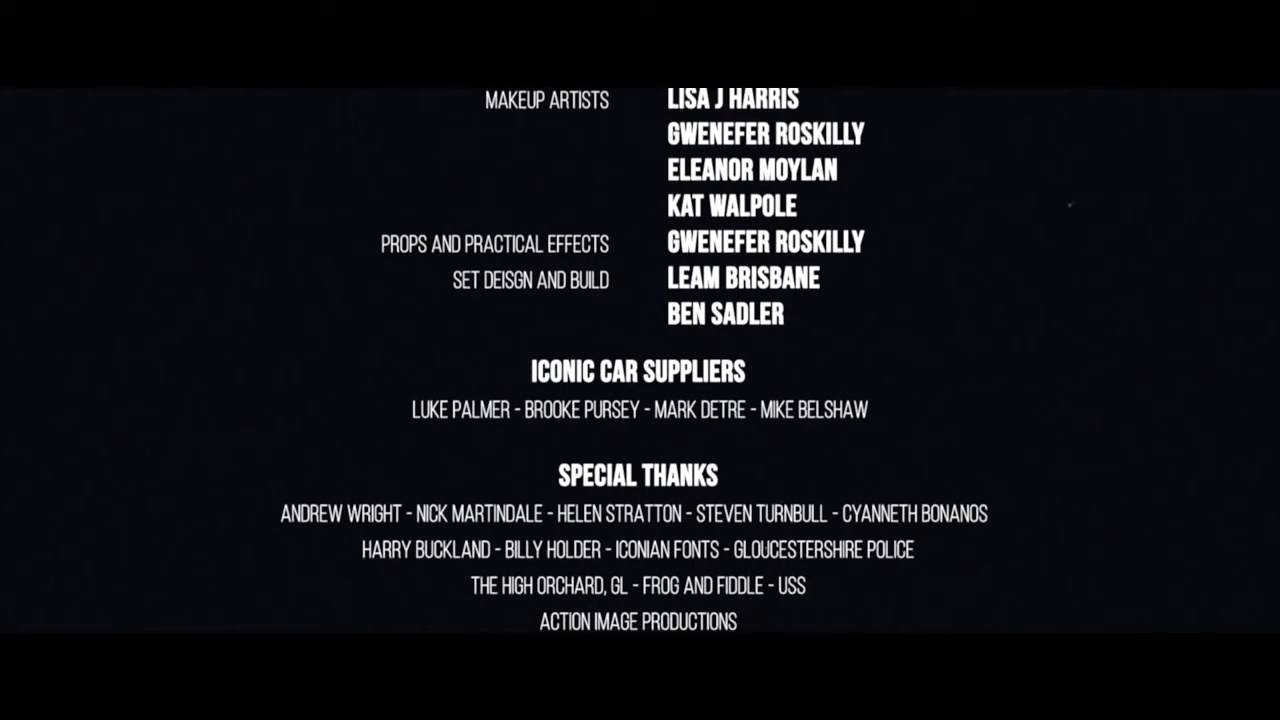 MAKEUP ARTISTS LISA J HARRIS
GWENEFER ROSKILLY
ELEANOR MOYLAN
KAT WALPOLE
PROPS AND PRACTICAL EFFECTS GWENEFER ROSKILLY
SET DEISGN AND BUILD LEAM BRISBANE
BEN SADLER
ICONIC CAR SUPPLIERS
LUKE PALMER - BROOKE PURSEY - MARK DETRE - MIKE BELSHAW
SPECIAL THANKS
ANDREW WRIGHT - NICK MARTINDALE - HELEN STRATTON - STEVEN TURNBULL - CYANNETH BONANOS
HARRY BUCKLAND - BILLY HOLDER - ICONIAN FONTS - GLOUCESTERSHIRE POLICE
THE HIGH ORCHARD, GL - FROG AND FIDDLE - USS
ACTION IMAGE PRODUCTIONS